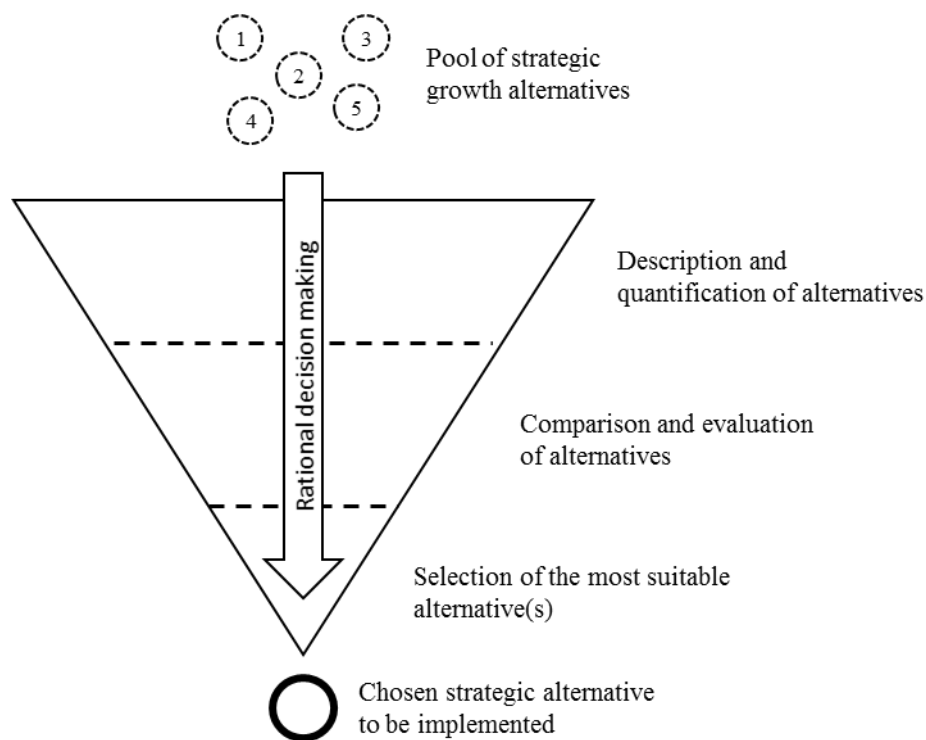 1
3
2
4
5
Pool of strategic
growth alternatives
Rational decision making
Description and
quantification of alternatives
Comparison and evaluation
of alternatives
Selection of the most suitable
alternative(s)
Chosen strategic alternative
to be implemented